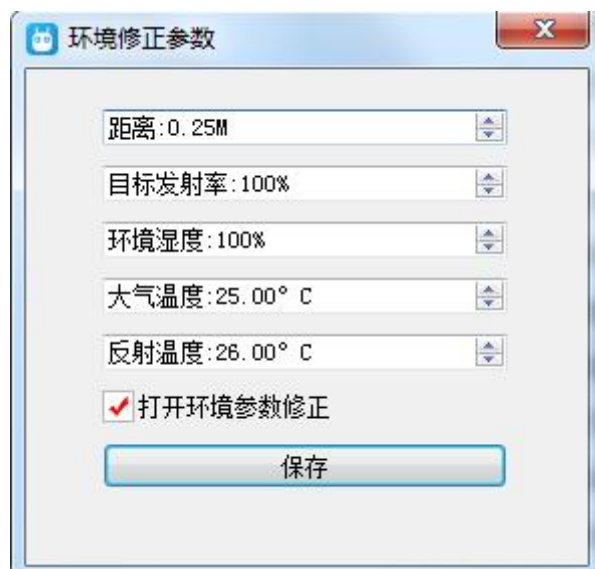 环境修正参数
距离:0.25M
目标发射率:100%
环境湿度:100%
大气温度:25.00° C
反射温度:26.00° C
打开环境参数修正
保存